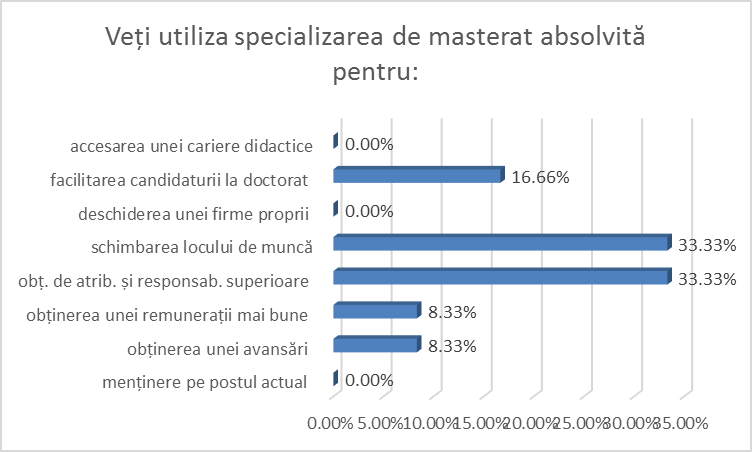 Veți utiliza specializarea de masterat absolvită
pentru:
accesarea unei cariere didactice 0.00%
facilitarea candidaturii la doctorat 16.66%
deschiderea unei firme proprii 0.00%
schimbarea locului de muncă 33.33%
obț. de atrib. și responsab. superioare 33.33%
obținerea unei remunerații mai bune 8.33%
obținerea unei avansări 8.33%
menținere pe postul actual 0.00%
0.00% 5.00% 10.00% 15.00% 20.00% 25.00% 30.00% 35.00%